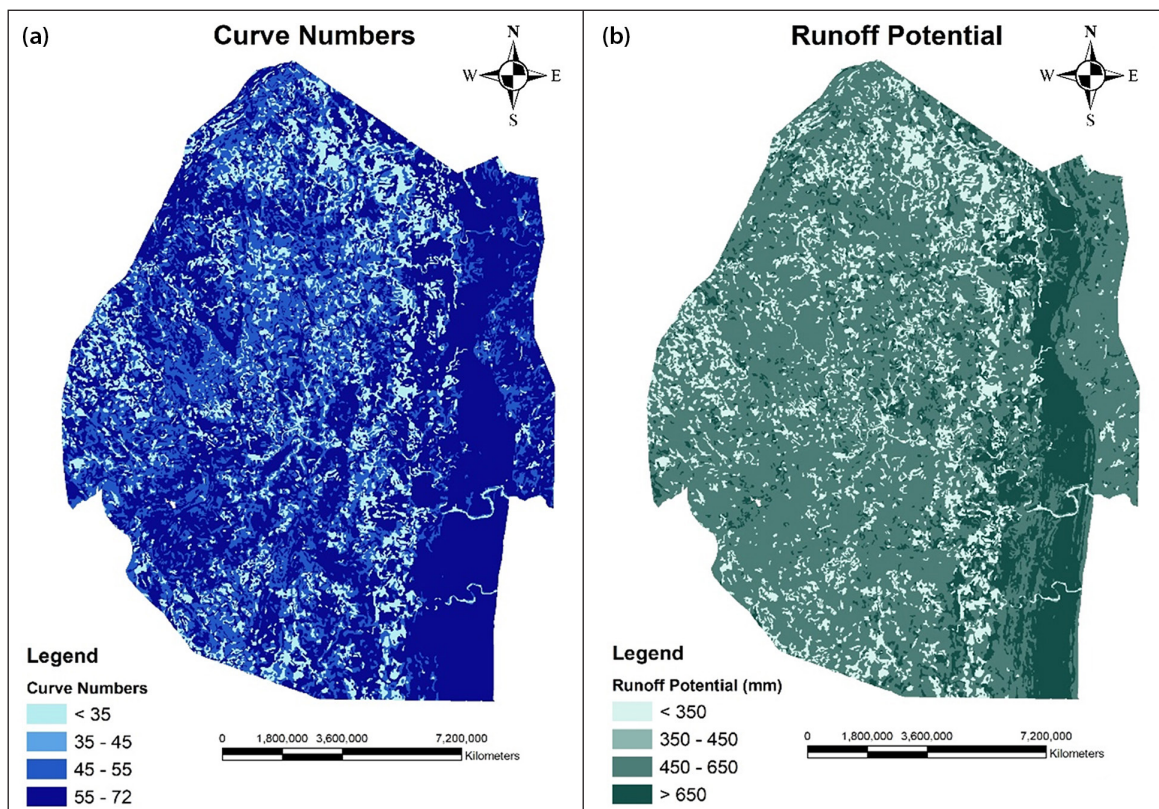 (a)
Curve Numbers
N
W E
S
Legend
Curve Numbers
< 35
35 - 45
45 - 55
55 - 72
0 1,800,000 3,600,000 7,200,000
Kilometers
(b)
Runoff Potential
N
W E
S
Legend
Runoff Potential (mm)
< 350
350 - 450
450 - 650
> 650
0 1,800,000 3,600,000 7,200,000
Kilometers